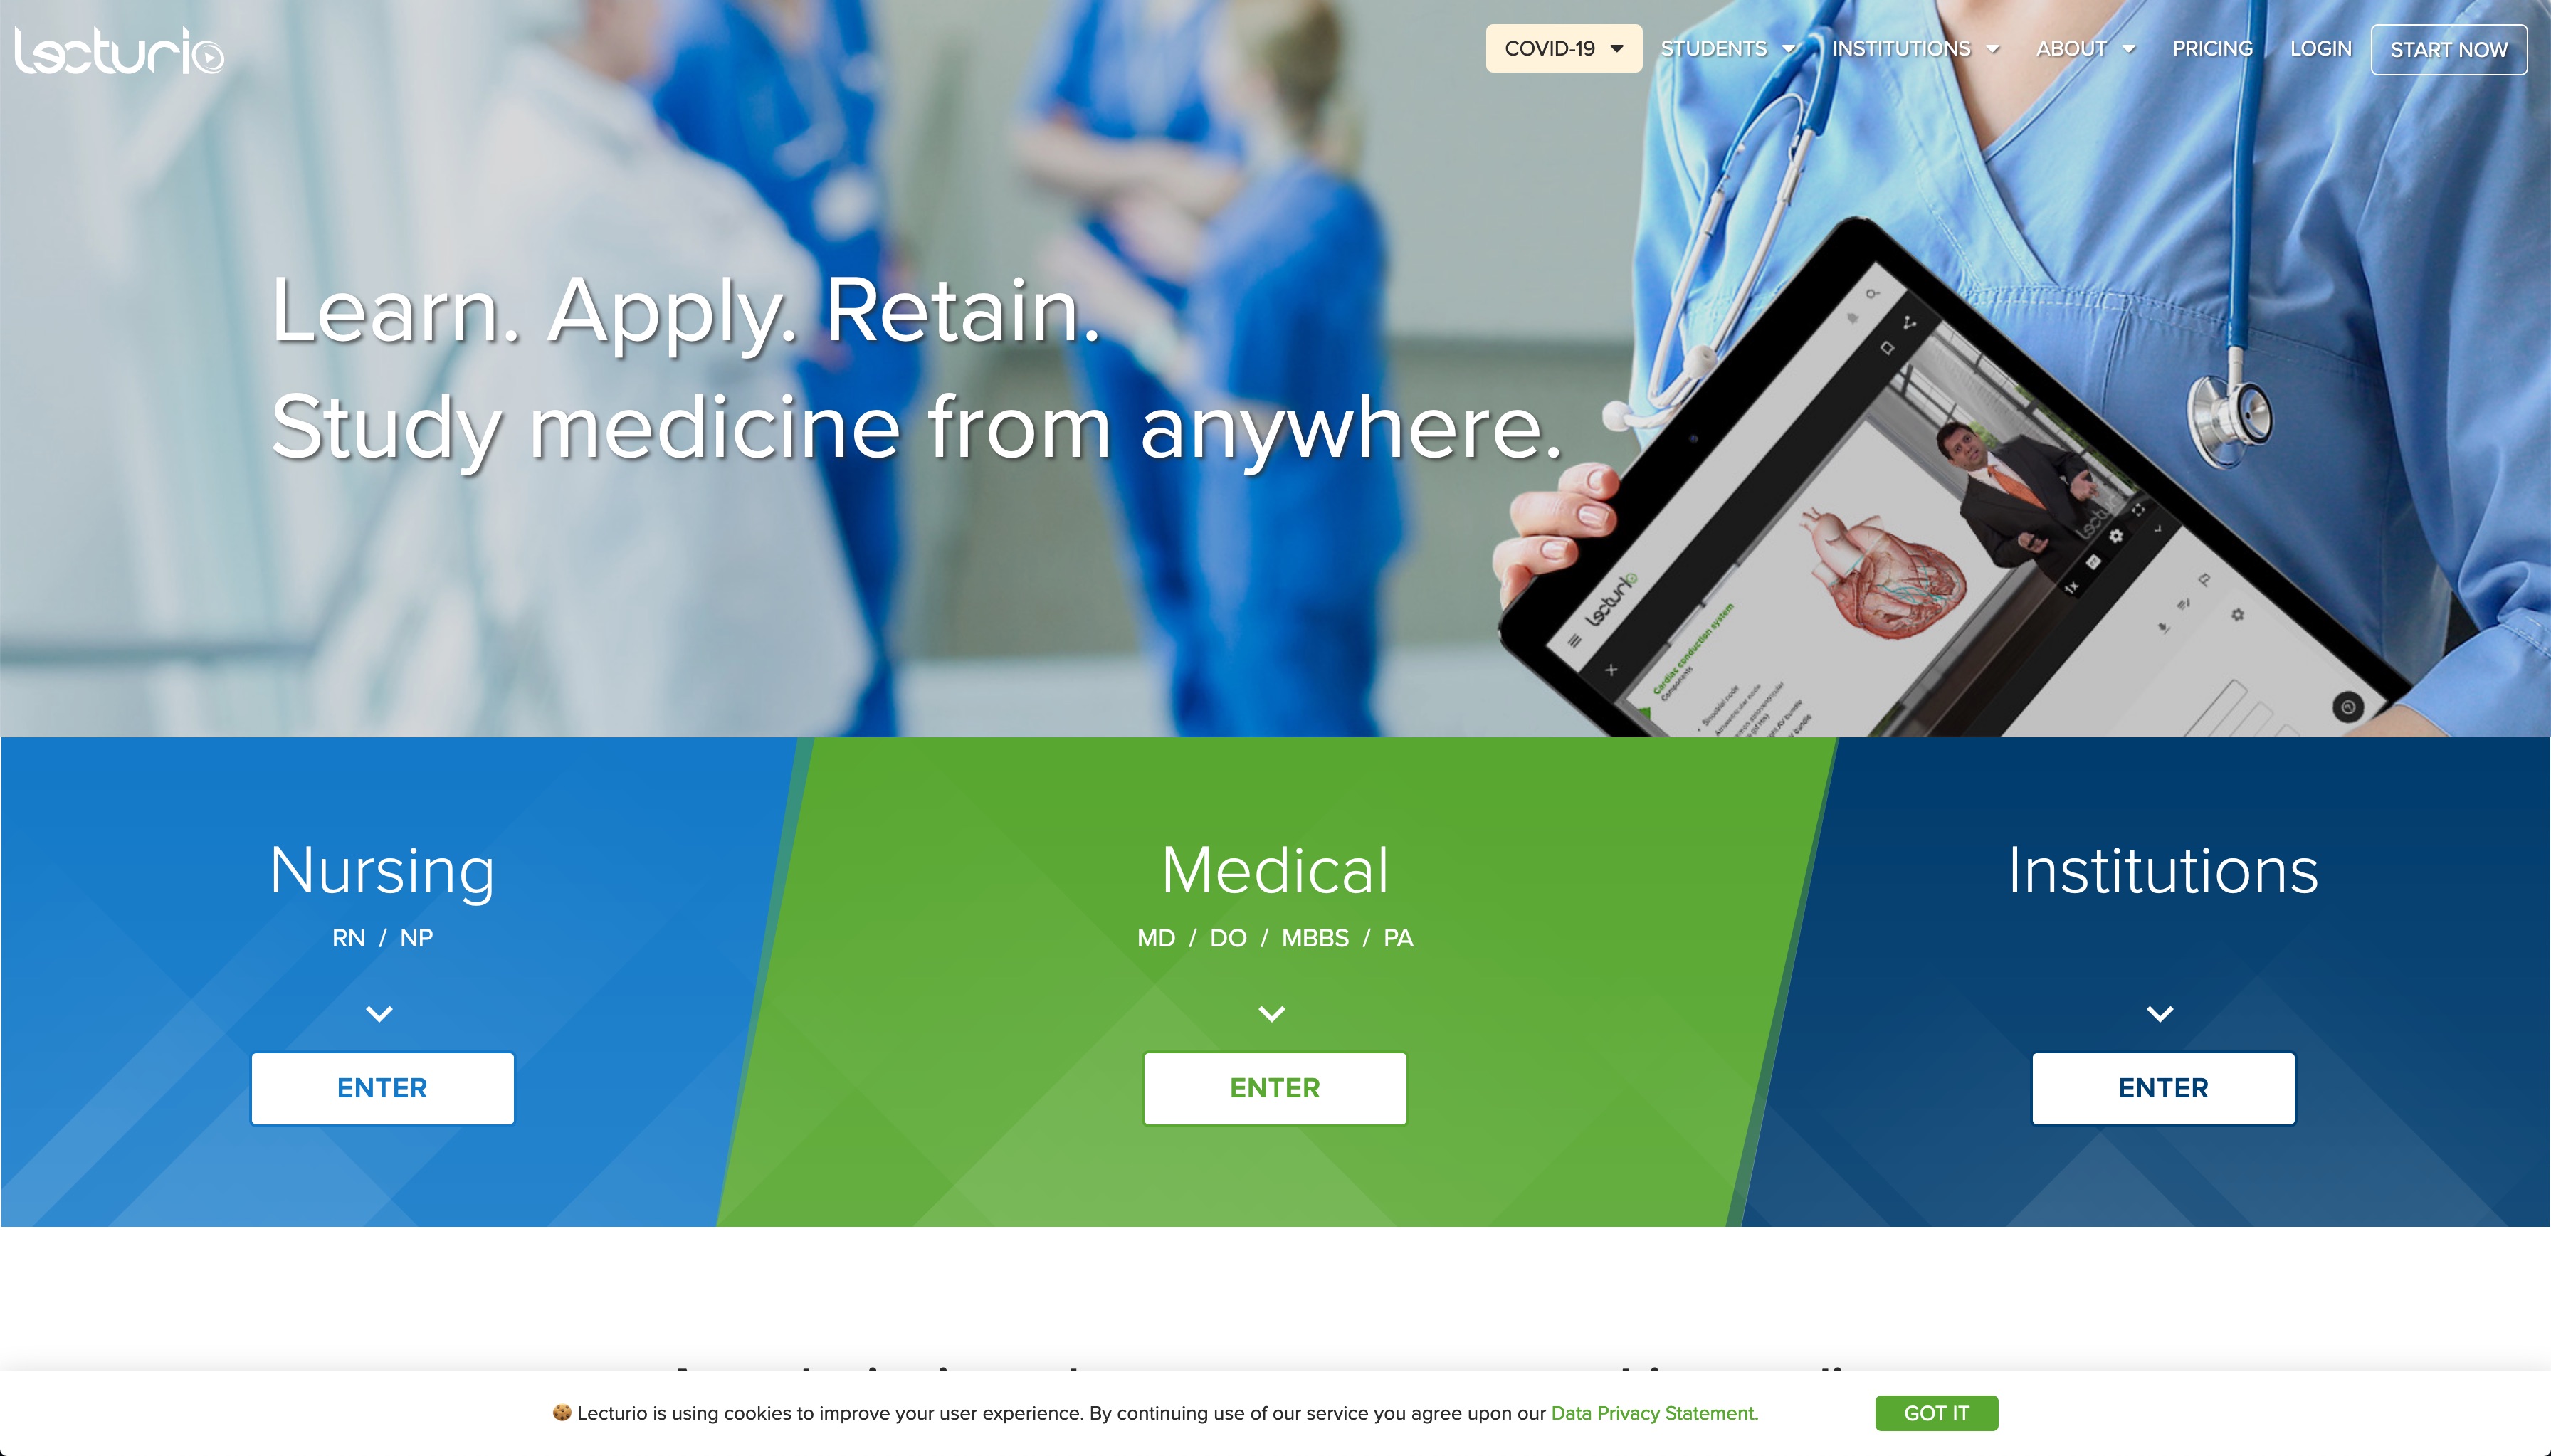 lecturio
COVID-19 STUDENTS INSTITUTIONS ABOUT PRICING LOGIN START NOW
Learn. Apply. Retain.
Study medicine from anywhere.
lecturio
Cardiac conduction system
Components
1x
Nursing
RN / NP
ENTER
Medical
MD / DO / MBBS / PA
ENTER
Institutions
ENTER
Lecturio is using cookies to improve your user experience. By continuing use of our service you agree upon our Data Privacy Statement.
GOT IT